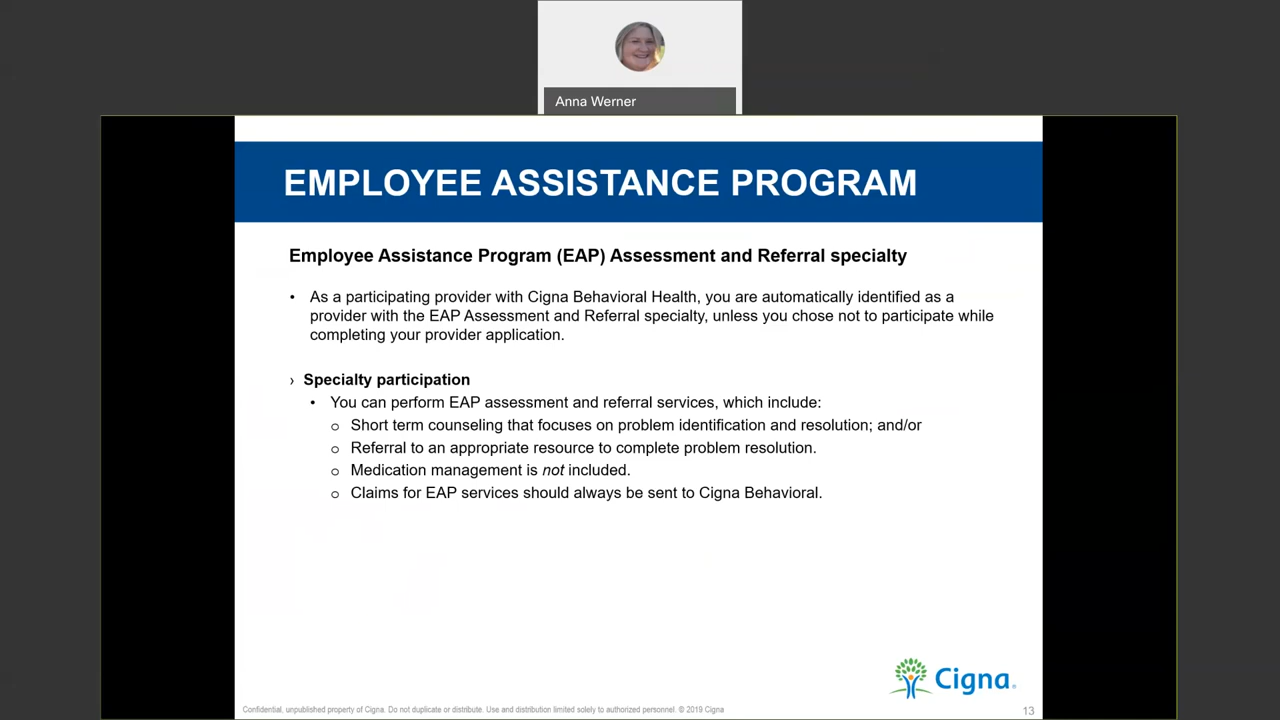 Anna Werner
EMPLOYEE ASSISTANCE PROGRAM
Employee Assistance Program (EAP) Assessment and Referral specialty
• As a participating provider with Cigna Behavioral Health, you are automatically identified as a
provider with the EAP Assessment and Referral specialty, unless you chose not to participate while
completing your provider application.
› Specialty participation
• You can perform EAP assessment and referral services, which include:
o Short term counseling that focuses on problem identification and resolution; and/or
o Referral to an appropriate resource to complete problem resolution.
o Medication management is not included.
o Claims for EAP services should always be sent to Cigna Behavioral.
Cigna®
Confidential, unpublished property of Cigna. Do not duplicate or distribute. Use and distribution limited solely to authorized personnel. © 2019 Cigna
13